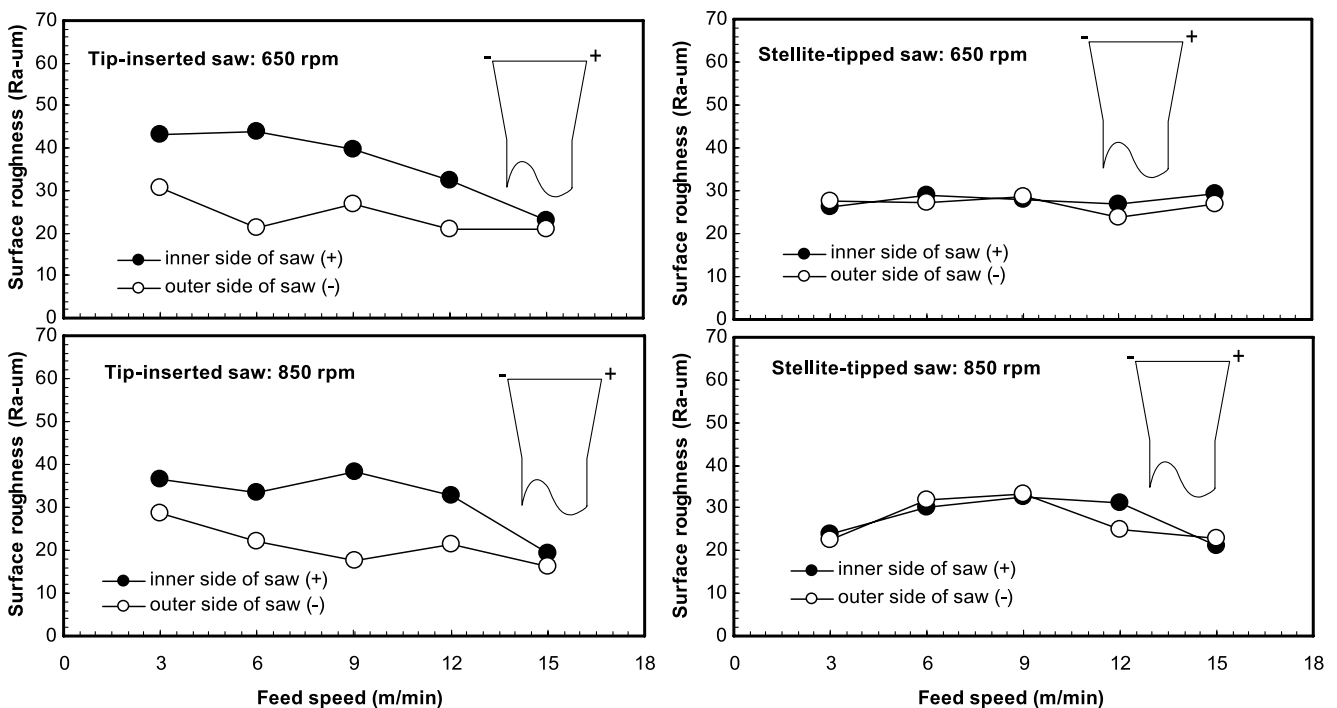 Surface roughness (Ra-um)
70
60
50
40
30
20
10
0
Tip-inserted saw: 650 rpm
- +
inner side of saw (+)
outer side of saw (-)
Surface roughness (Ra-um)
70
60
50
40
30
20
10
0
Stellite-tipped saw: 650 rpm
- +
inner side of saw (+)
outer side of saw (-)
Surface roughness (Ra-um)
70
60
50
40
30
20
10
0
Tip-inserted saw: 850 rpm
- +
inner side of saw (+)
outer side of saw (-)
0 3 6 9 12 15 18
Feed speed (m/min)
Surface roughness (Ra-um)
70
60
50
40
30
20
10
0
Stellite-tipped saw: 850 rpm
- +
inner side of saw (+)
outer side of saw (-)
0 3 6 9 12 15 18
Feed speed (m/min)